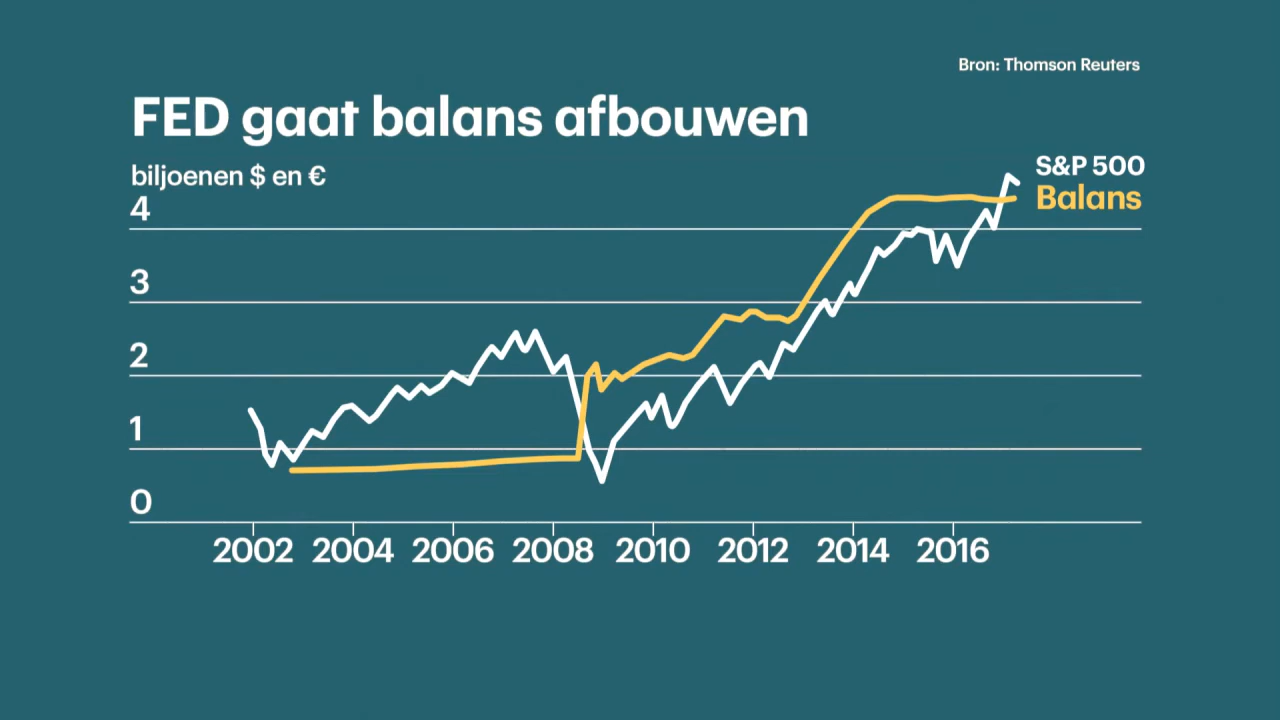 Bron: Thomson Reuters
FED gaat balans afbouwen
biljoenen $ en €
S&P 500
Balans
4
3
2
1
0
2002 2004 2006 2008 2010 2012 2014 2016